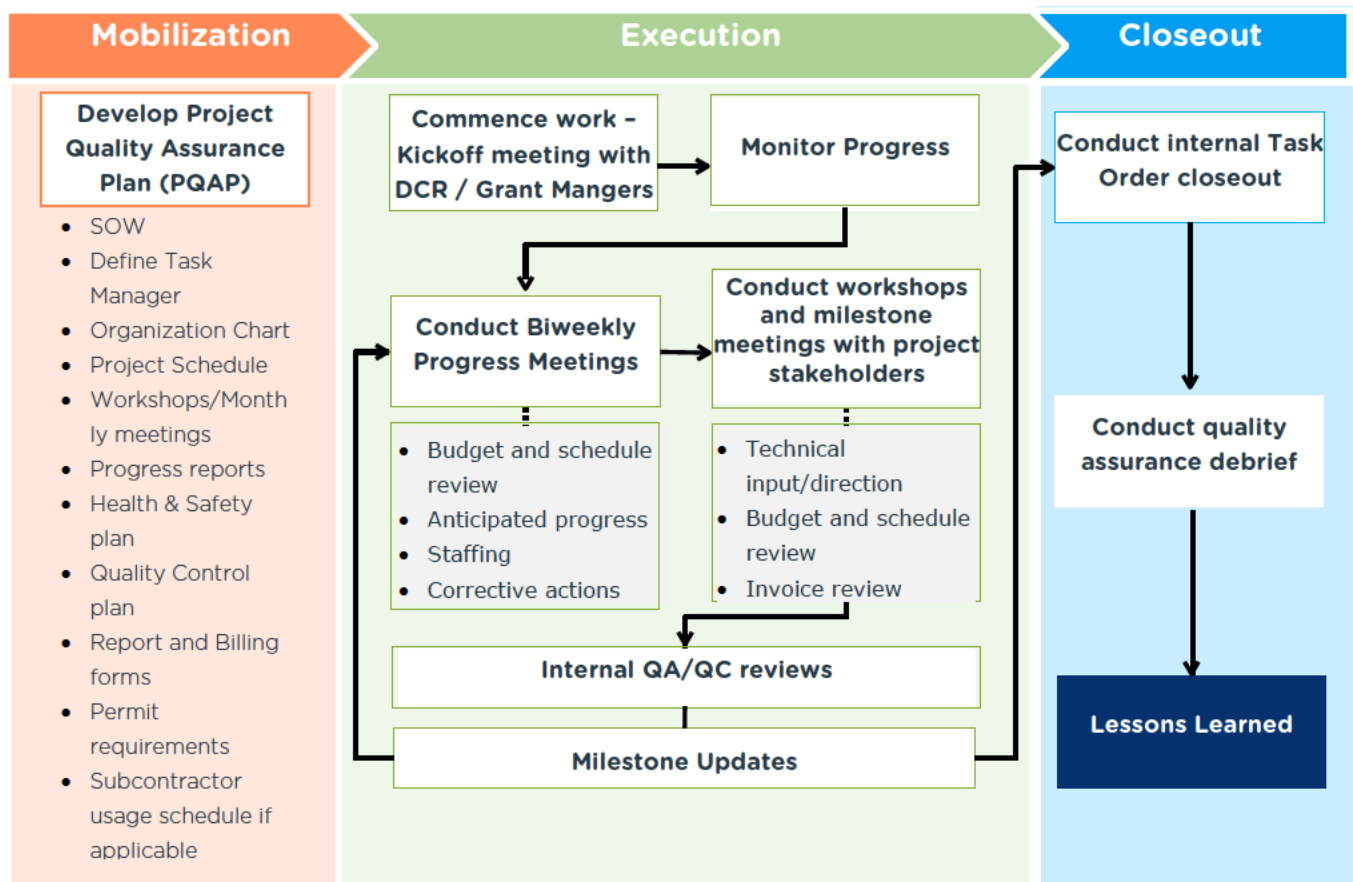 Mobilization
Execution
Closeout
Develop Project
Quality Assurance
Plan (PQAP)
• SOW
• Define Task
Manager
• Organization Chart
• Project Schedule
• Workshops/Month
ly meetings
• Progress reports
• Health & Safety
plan
• Quality Control
plan
• Report and Billing
forms
• Permit
requirements
• Subcontractor
usage schedule if
applicable
Commence work –
Kickoff meeting with
DCR / Grant Mangers
Monitor Progress
Conduct Biweekly
Progress Meetings
Conduct workshops
and milestone
meetings with project
stakeholders
• Budget and schedule
review
• Anticipated progress
• Staffing
• Corrective actions
• Technical
input/direction
• Budget and schedule
review
• Invoice review
Internal QA/QC reviews
Milestone Updates
Conduct internal Task
Order closeout
Conduct quality
assurance debrief
Lessons Learned